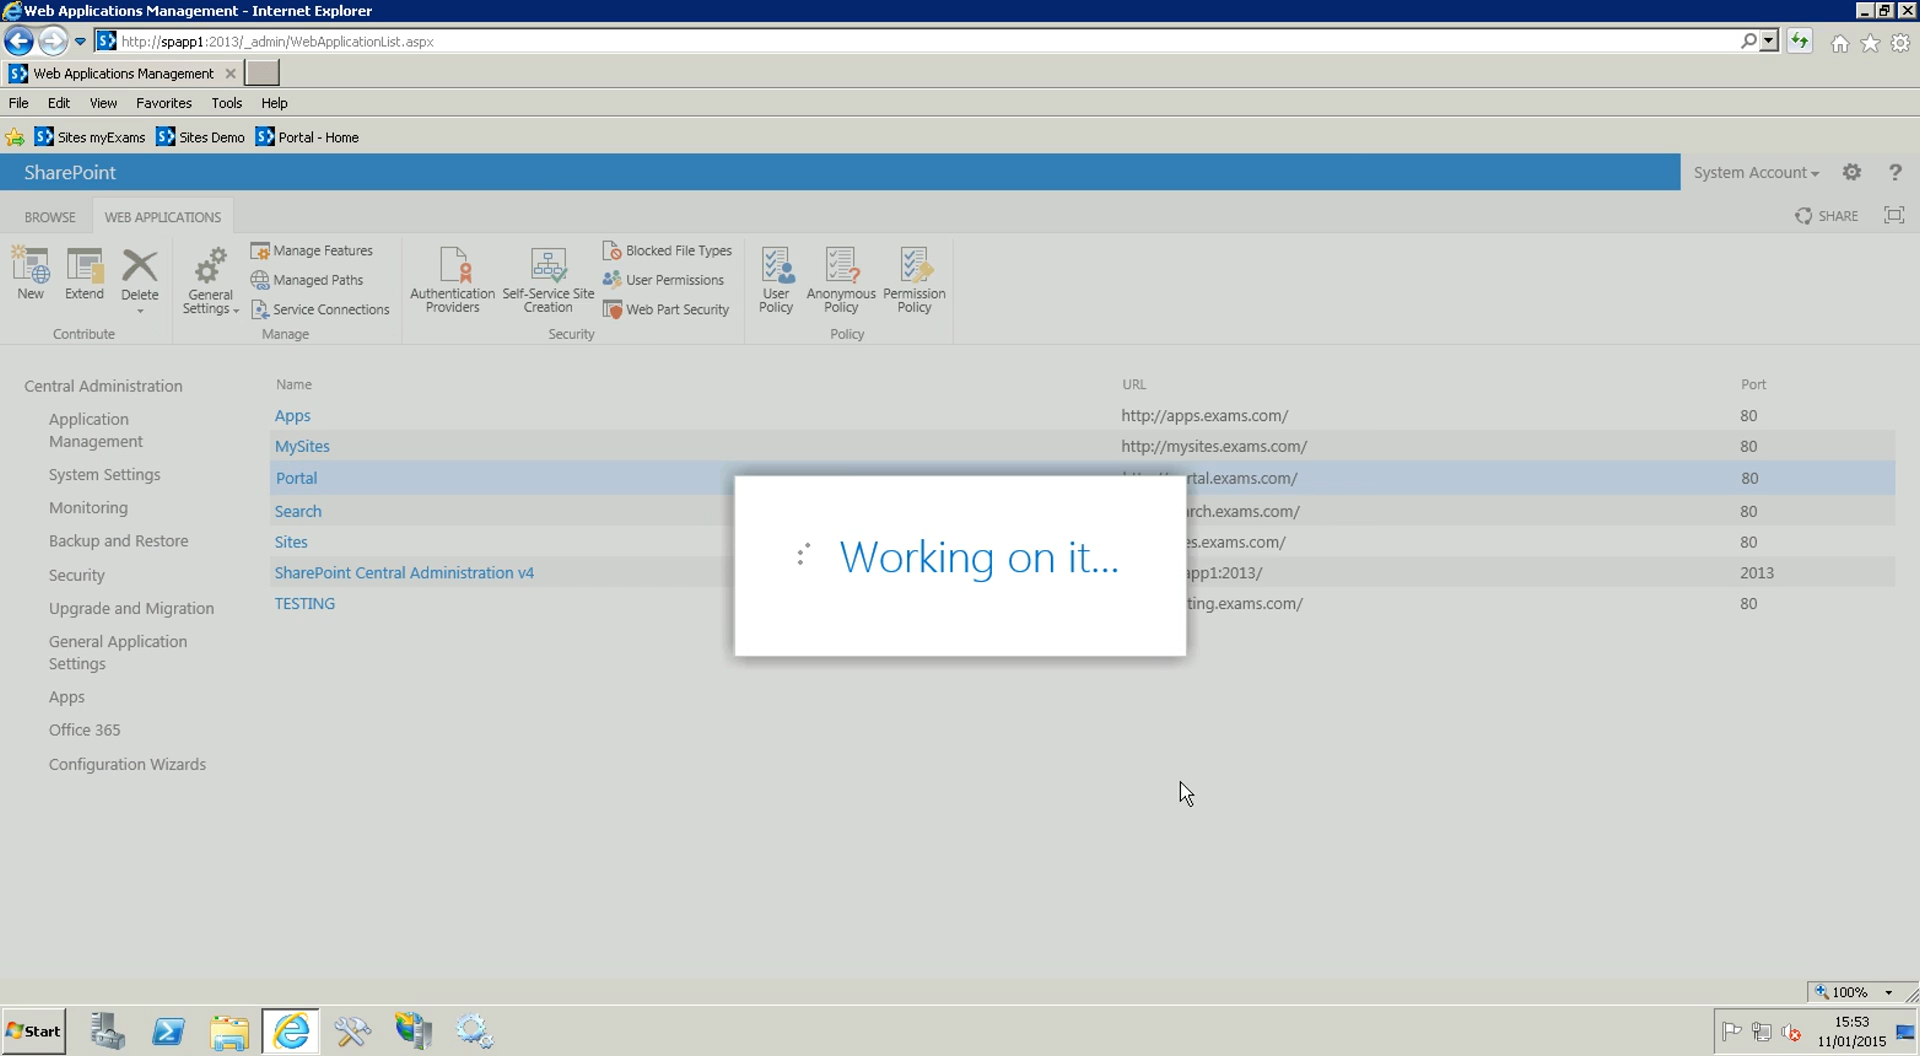 Web Applications Management - Internet Explorer
http://spapp1:2013/_admin/WebApplicationList.aspx
Web Applications Management
File Edit View Favorites Tools Help
Sites myExams Sites Demo Portal - Home
SharePoint System Account ?
BROWSE WEB APPLICATIONS SHARE
New
Extend
Delete
General
Settings
Manage Features
Managed Paths
Service Connections
Authentication
Providers
Self-Service Site
Creation
Blocked File Types
User Permissions
Web Part Security
User
Policy
Anonymous
Policy
Permission
Policy
Contribute Manage Security Policy
Central Administration
Application
Management
System Settings
Monitoring
Backup and Restore
Security
Upgrade and Migration
General Application
Settings
Apps
Office 365
Configuration Wizards
Name URL Port
Apps http://apps.exams.com/ 80
MySites http://mysites.exams.com/ 80
Portal rtal.exams.com/ 80
Search rch.exams.com/ 80
Sites es.exams.com/ 80
SharePoint Central Administration v4 app1:2013/ 2013
TESTING ting.exams.com/ 80
Working on it...
100%
Start
15:53
11/01/2015